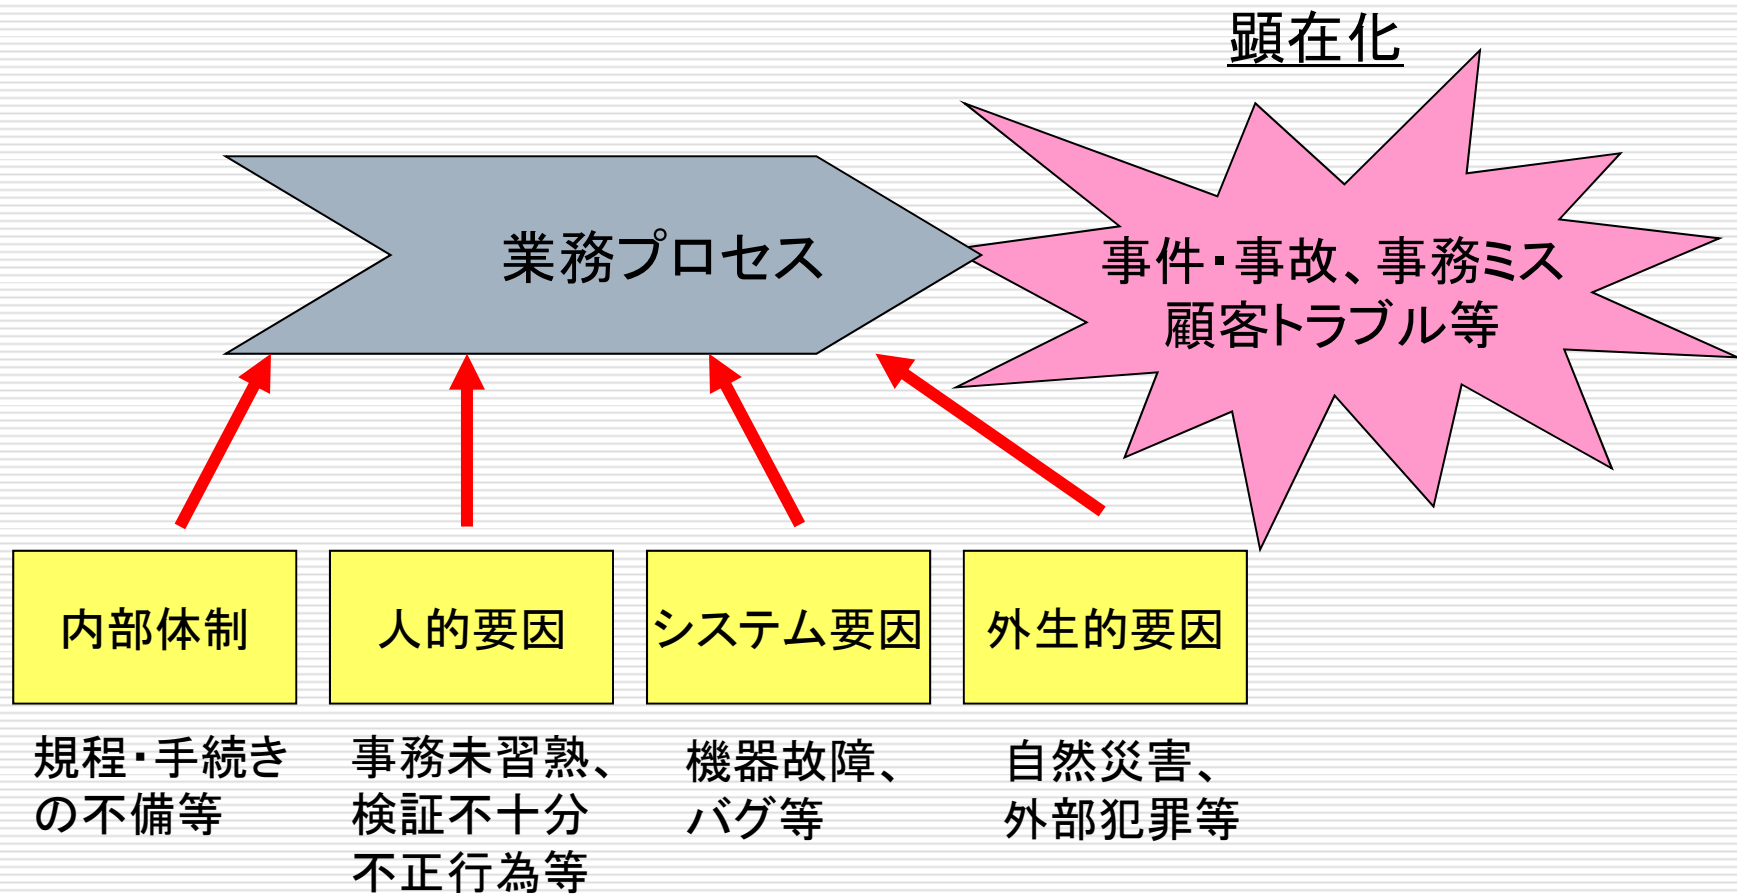 顕在化
業務プロセス
事件・事故、事務ミス
顧客トラブル等
内部体制
人的要因
システム要因
外生的要因
規程・手続き
の不備等
事務未習熟、
検証不十分
不正行為等
機器故障、
バグ等
自然災害、
外部犯罪等